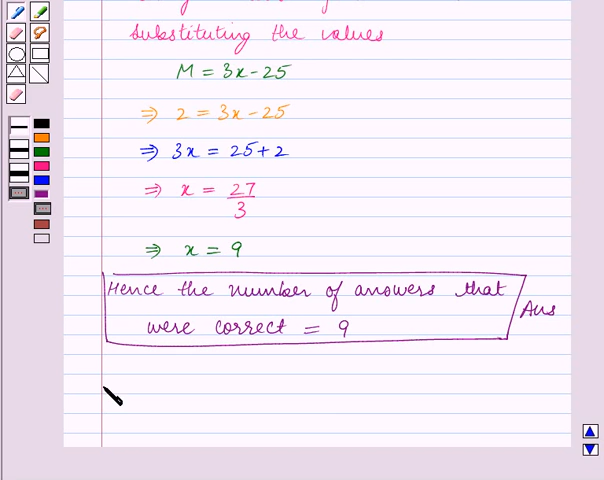 substituting the values
M = 3x - 25
⇒ 2 = 3x - 25
⇒ 3x = 25 + 2
⇒ x = 27/3
⇒ x = 9
Hence the number of answers that
were correct = 9
Ans